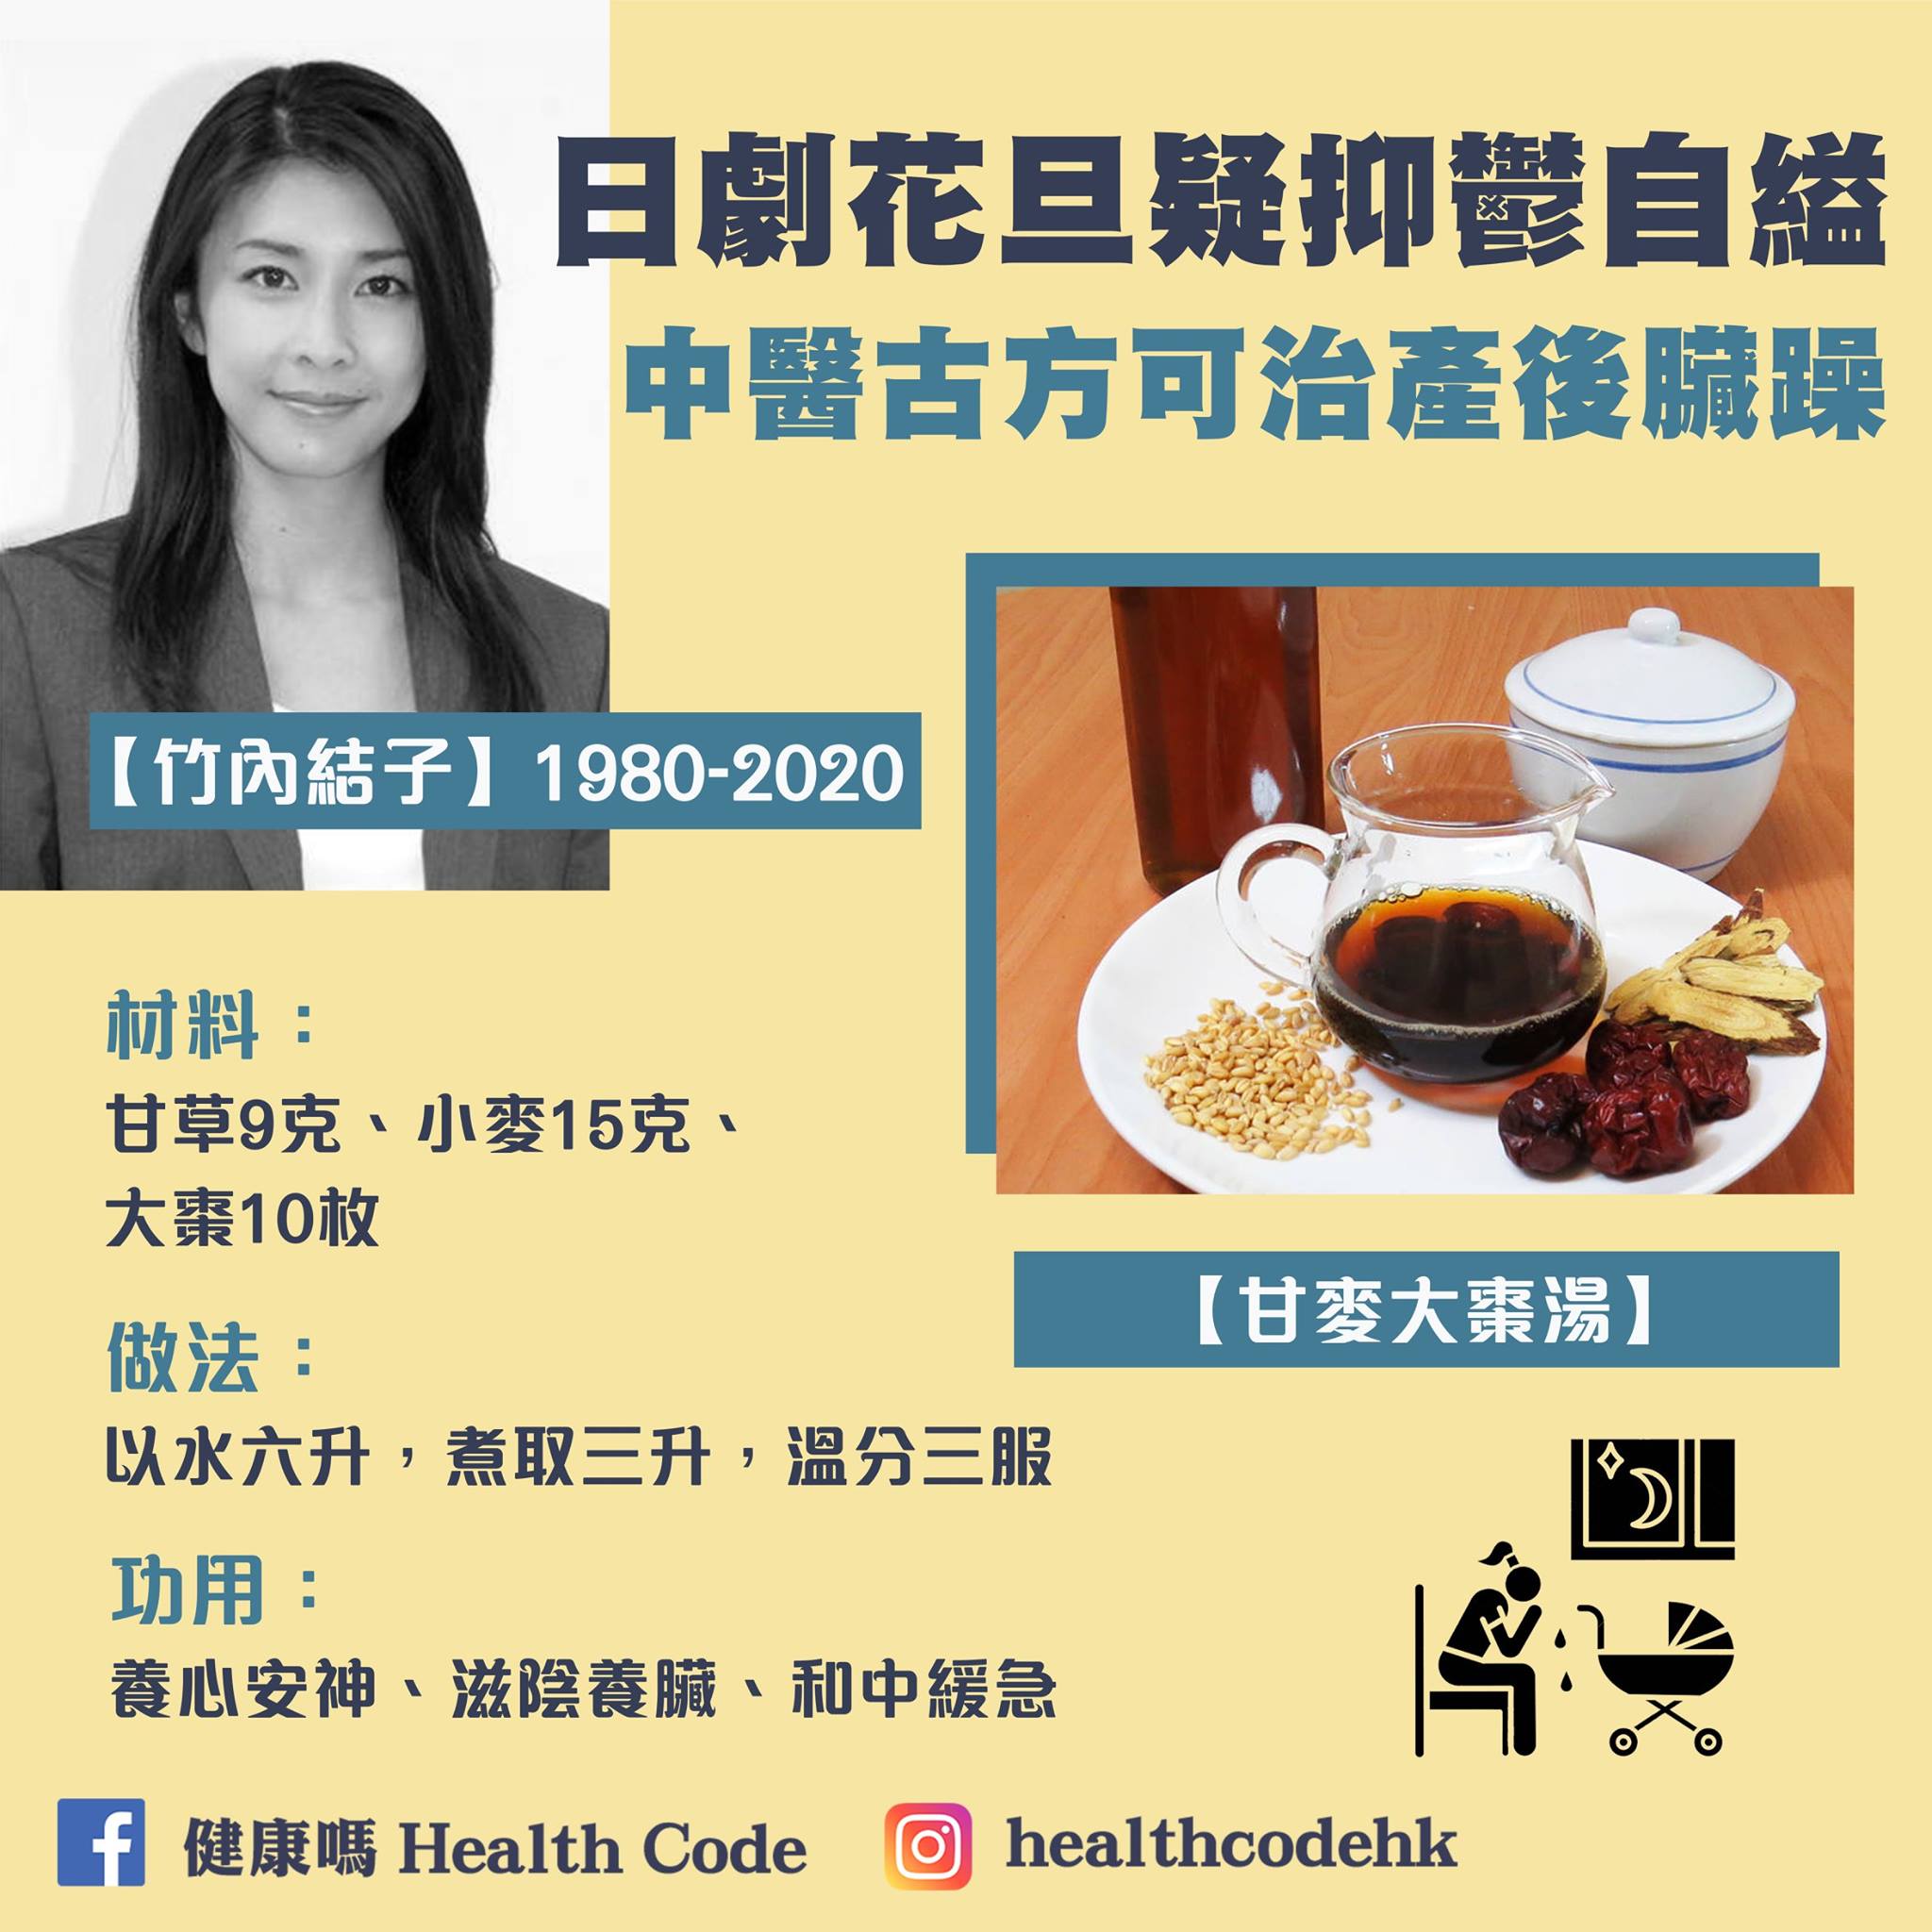 日劇花旦疑抑鬱自縊
中醫古方可治產後臟躁
【竹內結子】1980-2020
材料：
甘草9克、小麥15克、
大棗10枚
【甘麥大棗湯】
做法：
以水六升，煮取三升，溫分三服
功用：
養心安神、滋陰養臟、和中緩急
健康嗎 Health Code
healthcodehk